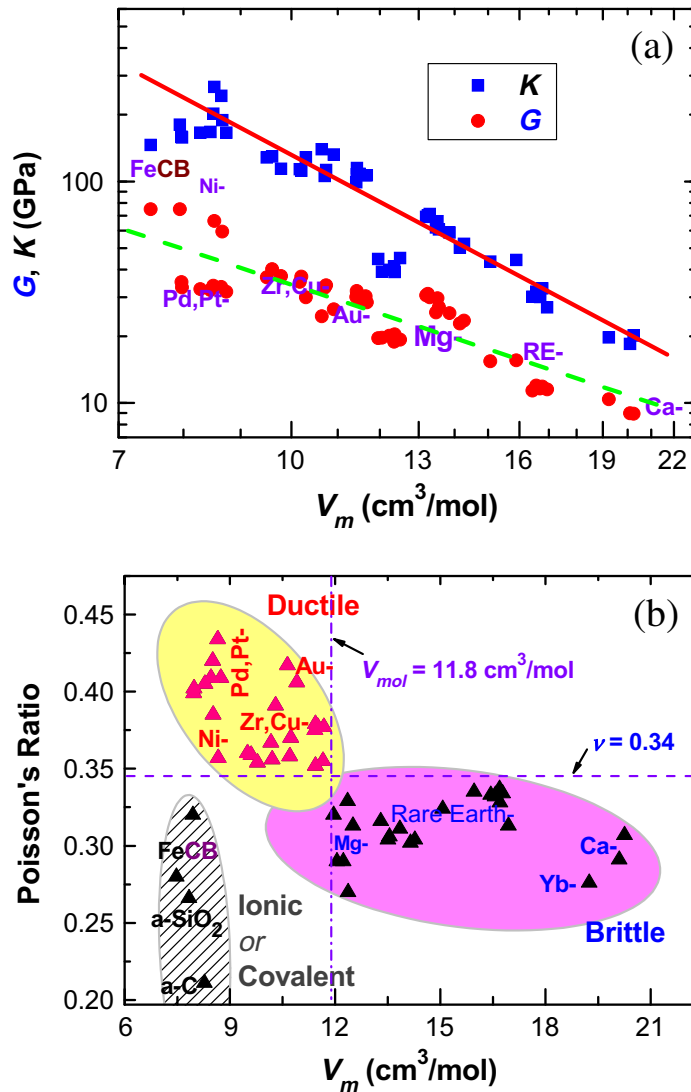 (a)
K
G
FeCB
Ni-
Pd,Pt-
Zr,Cu-
Au-
Mg-
RE-
Ca-
100
10
G, K (GPa)
7 10 13 16 19 22
Vm (cm³/mol)
(b)
Ductile
Pd,Pt-
Au-
Vmol = 11.8 cm³/mol
Zr,Cu-
Ni-
ν = 0.34
Rare Earth-
Mg-
FeCB
Ca-
Yb-
a-SiO₂
Ionic
or
Covalent
Brittle
a-C
0.45
0.40
0.35
0.30
0.25
0.20
Poisson's Ratio
6 9 12 15 18 21
Vm (cm³/mol)